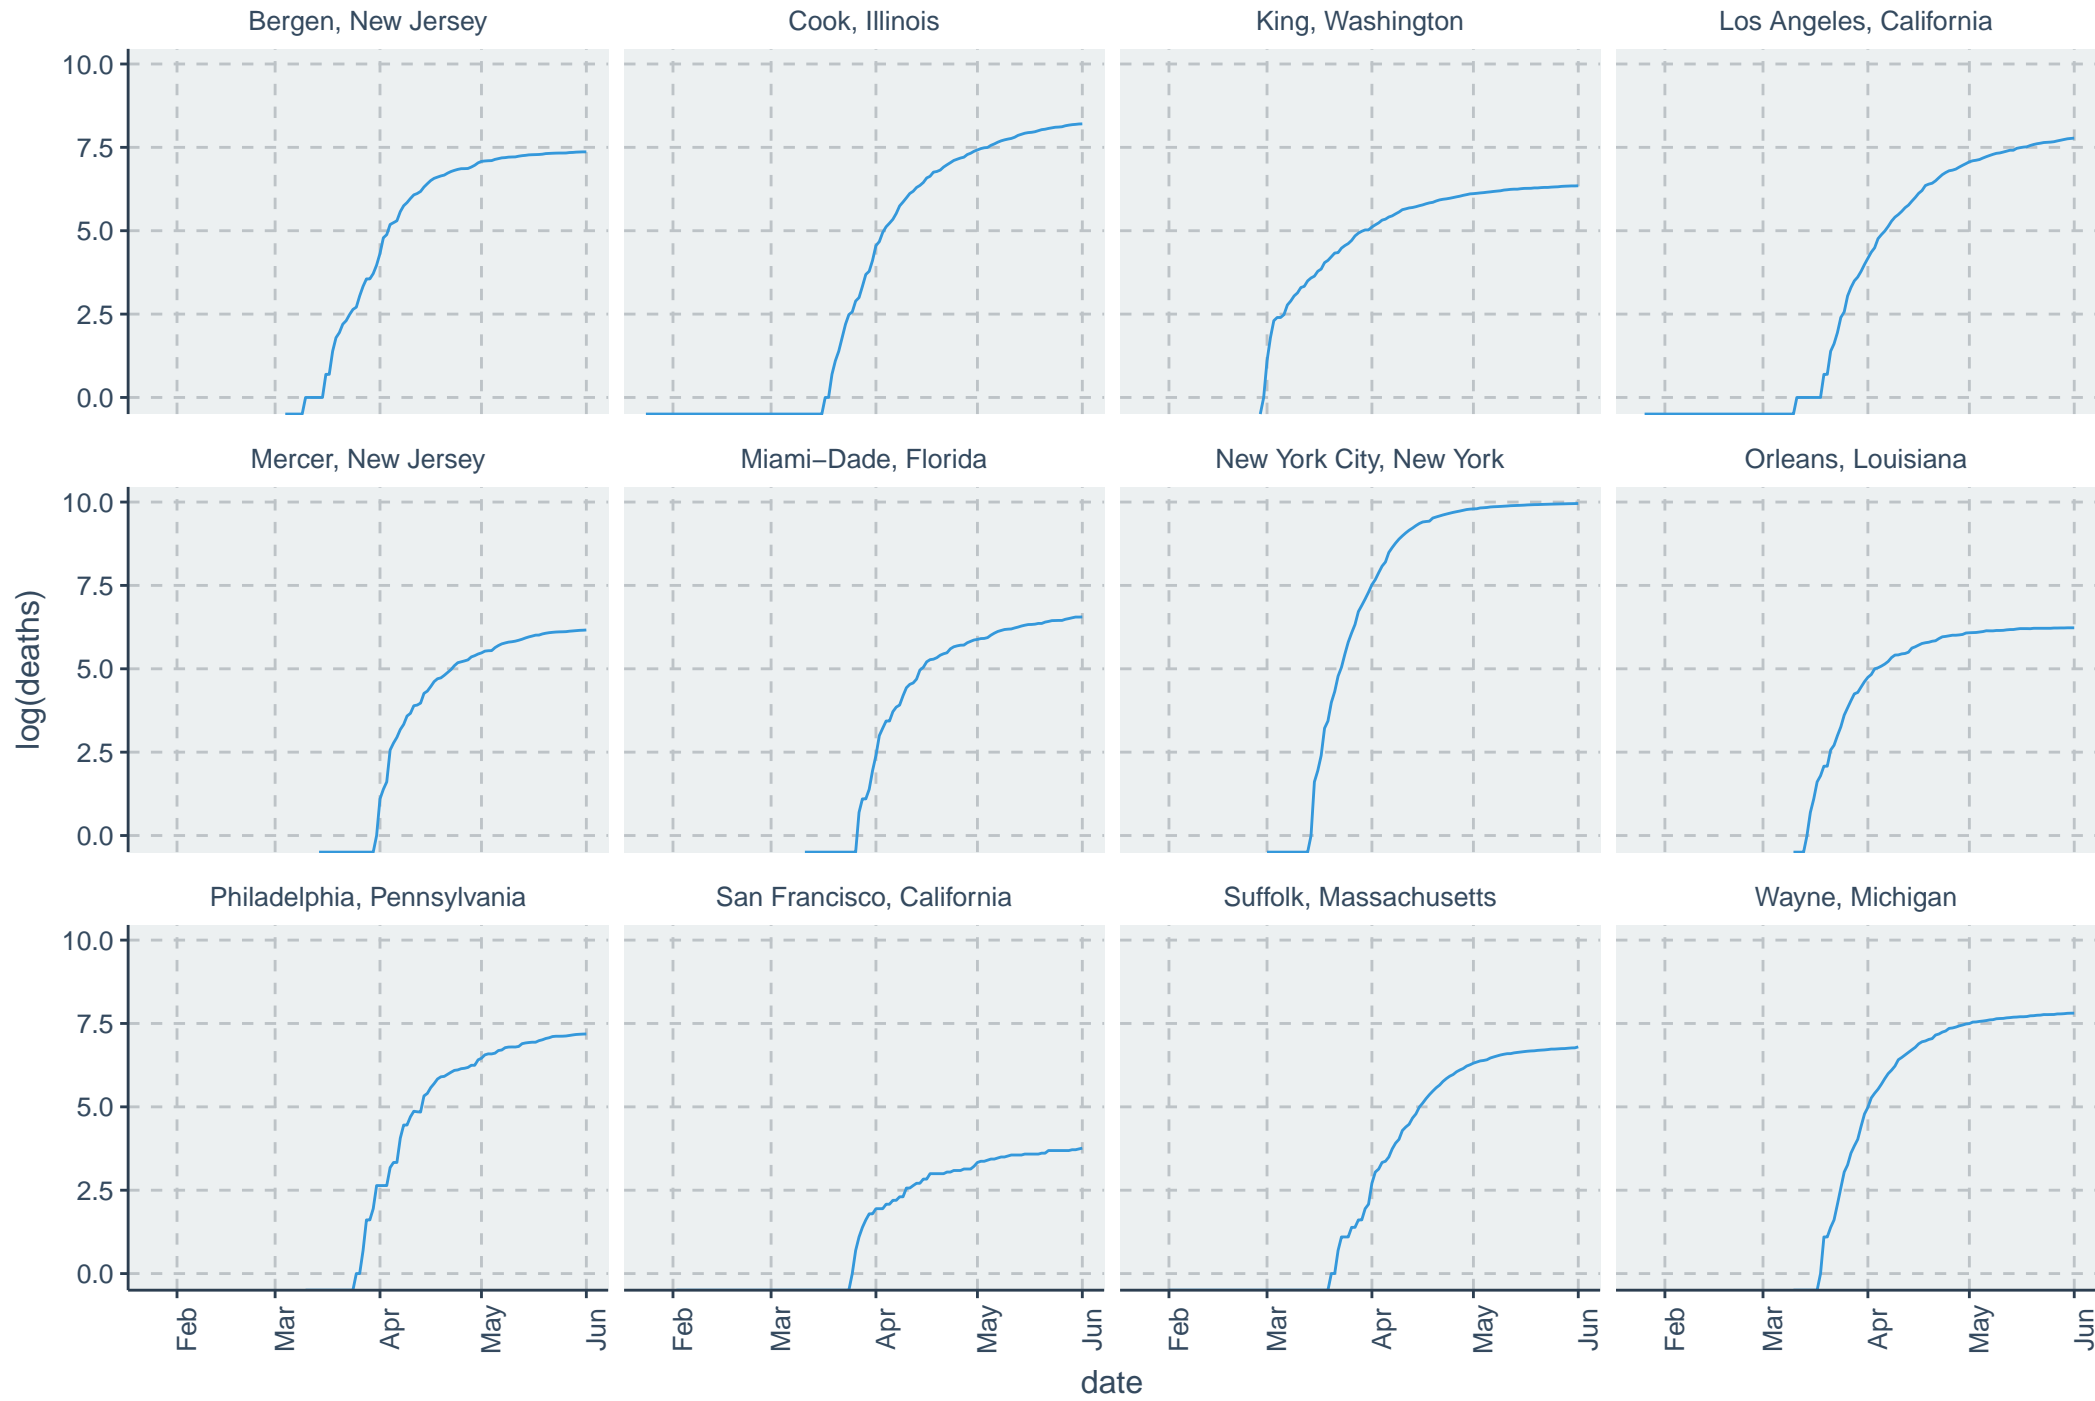 Bergen, New Jersey
Cook, Illinois
King, Washington
Los Angeles, California
10.0
7.5
5.0
2.5
0.0
Mercer, New Jersey
Miami−Dade, Florida
New York City, New York
Orleans, Louisiana
10.0
7.5
5.0
2.5
0.0
log(deaths)
Philadelphia, Pennsylvania
San Francisco, California
Suffolk, Massachusetts
Wayne, Michigan
10.0
7.5
5.0
2.5
0.0
Feb
Mar
Apr
May
Jun
Feb
Mar
Apr
May
Jun
Feb
Mar
Apr
May
Jun
Feb
Mar
Apr
May
Jun
date